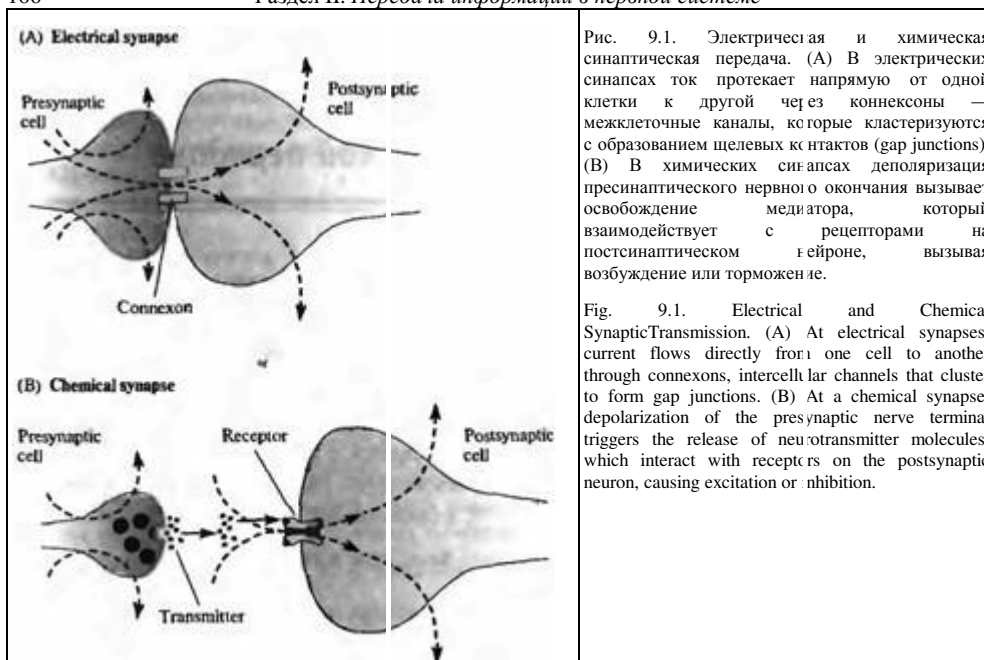 Раздел II. Передача информации в нервной системе
(A) Electrical synapse
Presynaptic
cell
Postsynaptic
cell
Connexon
(B) Chemical synapse
Presynaptic
cell
Receptor
Postsynaptic
cell
Transmitter
Рис. 9.1. Электрическая и химическая
синаптическая передача. (А) В электрических
синапсах ток протекает напрямую от одной
клетки к другой через коннексоны —
межклеточные каналы, которые кластеризуются
с образованием щелевых контактов (gap junctions)
(В) В химических синапсах деполяризация
пресинаптического нервного окончания вызывает
освобождение медиатора, который
взаимодействует с рецепторами на
постсинаптическом нейроне, вызывая
возбуждение или торможение.
Fig. 9.1. Electrical and Chemica
SynapticTransmission. (A) At electrical synapses
current flows directly from one cell to anothe
through connexons, intercellular channels that cluste
to form gap junctions. (B) At a chemical synapse
depolarization of the presynaptic nerve termina
triggers the release of neurotransmitter molecules
which interact with receptors on the postsynaptic
neuron, causing excitation or inhibition.